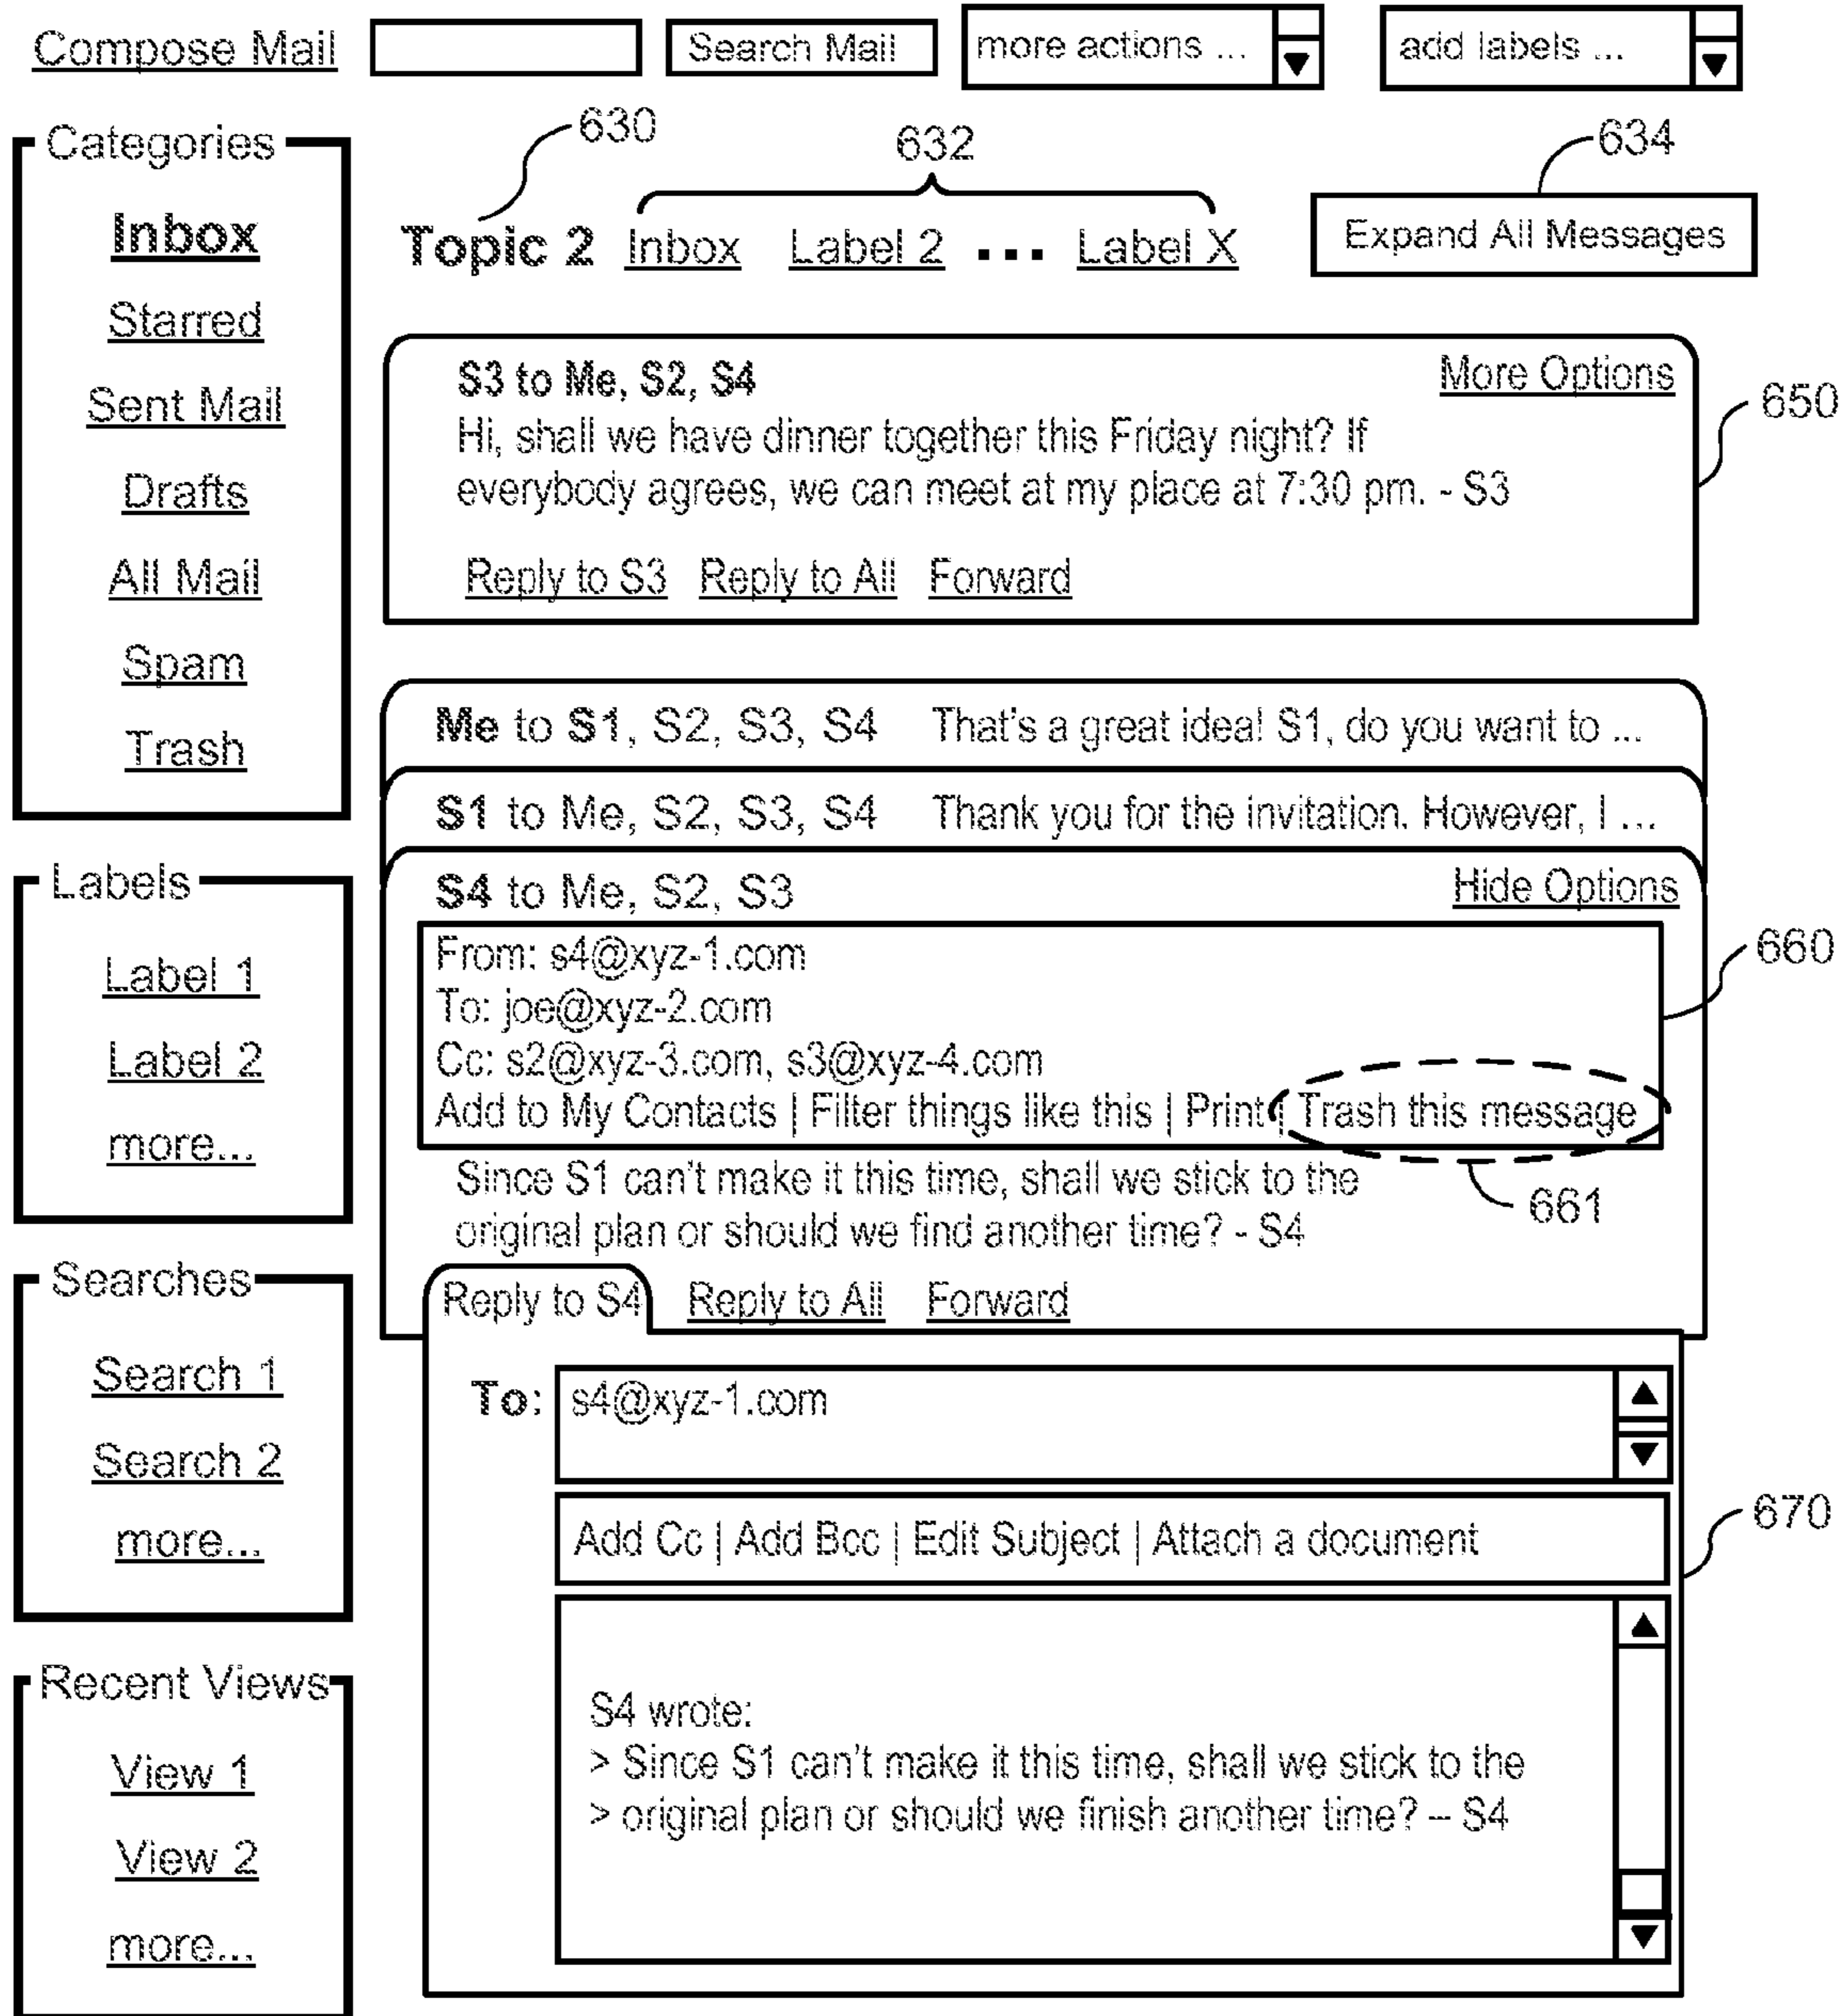 Compose Mail Search Mail more actions ... add labels ...
630 632 634
Categories
Inbox
Starred
Sent Mail
Drafts
All Mail
Spam
Trash
Labels
Label 1
Label 2
more...
Searches
Search 1
Search 2
more...
Recent Views
View 1
View 2
more...
Topic 2 Inbox Label 2 ... Label X Expand All Messages
S3 to Me, S2, S4 More Options
650
Hi, shall we have dinner together this Friday night? If
everybody agrees, we can meet at my place at 7:30 pm. - S3
Reply to S3 Reply to All Forward
Me to S1, S2, S3, S4 That's a great idea! S1, do you want to ...
S1 to Me, S2, S3, S4 Thank you for the invitation. However, I ...
S4 to Me, S2, S3 Hide Options
660
From: s4@xyz-1.com
To: joe@xyz-2.com
Cc: s2@xyz-3.com, s3@xyz-4.com
Add to My Contacts | Filter things like this | Print | Trash this message
661
Since S1 can't make it this time, shall we stick to the
original plan or should we find another time? - S4
Reply to S4 Reply to All Forward
To: s4@xyz-1.com
Add Cc | Add Bcc | Edit Subject | Attach a document
670
S4 wrote:
> Since S1 can't make it this time, shall we stick to the
> original plan or should we finish another time? – S4